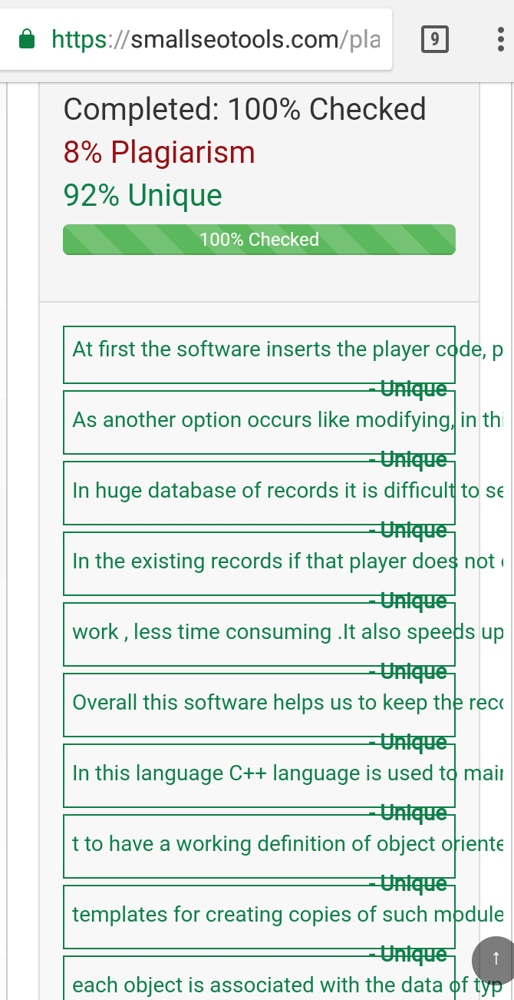 https://smallseotools.com/pla
9
Completed: 100% Checked
8% Plagiarism
92% Unique
100% Checked
At first the software inserts the player code, p
- Unique
As another option occurs like modifying, in thi
- Unique
In huge database of records it is difficult to se
- Unique
In the existing records if that player does not
- Unique
work , less time consuming .It also speeds up
- Unique
Overall this software helps us to keep the reco
- Unique
In this language C++ language is used to main
- Unique
t to have a working definition of object oriente
- Unique
templates for creating copies of such module
- Unique
↑
each object is associated with the data of typ